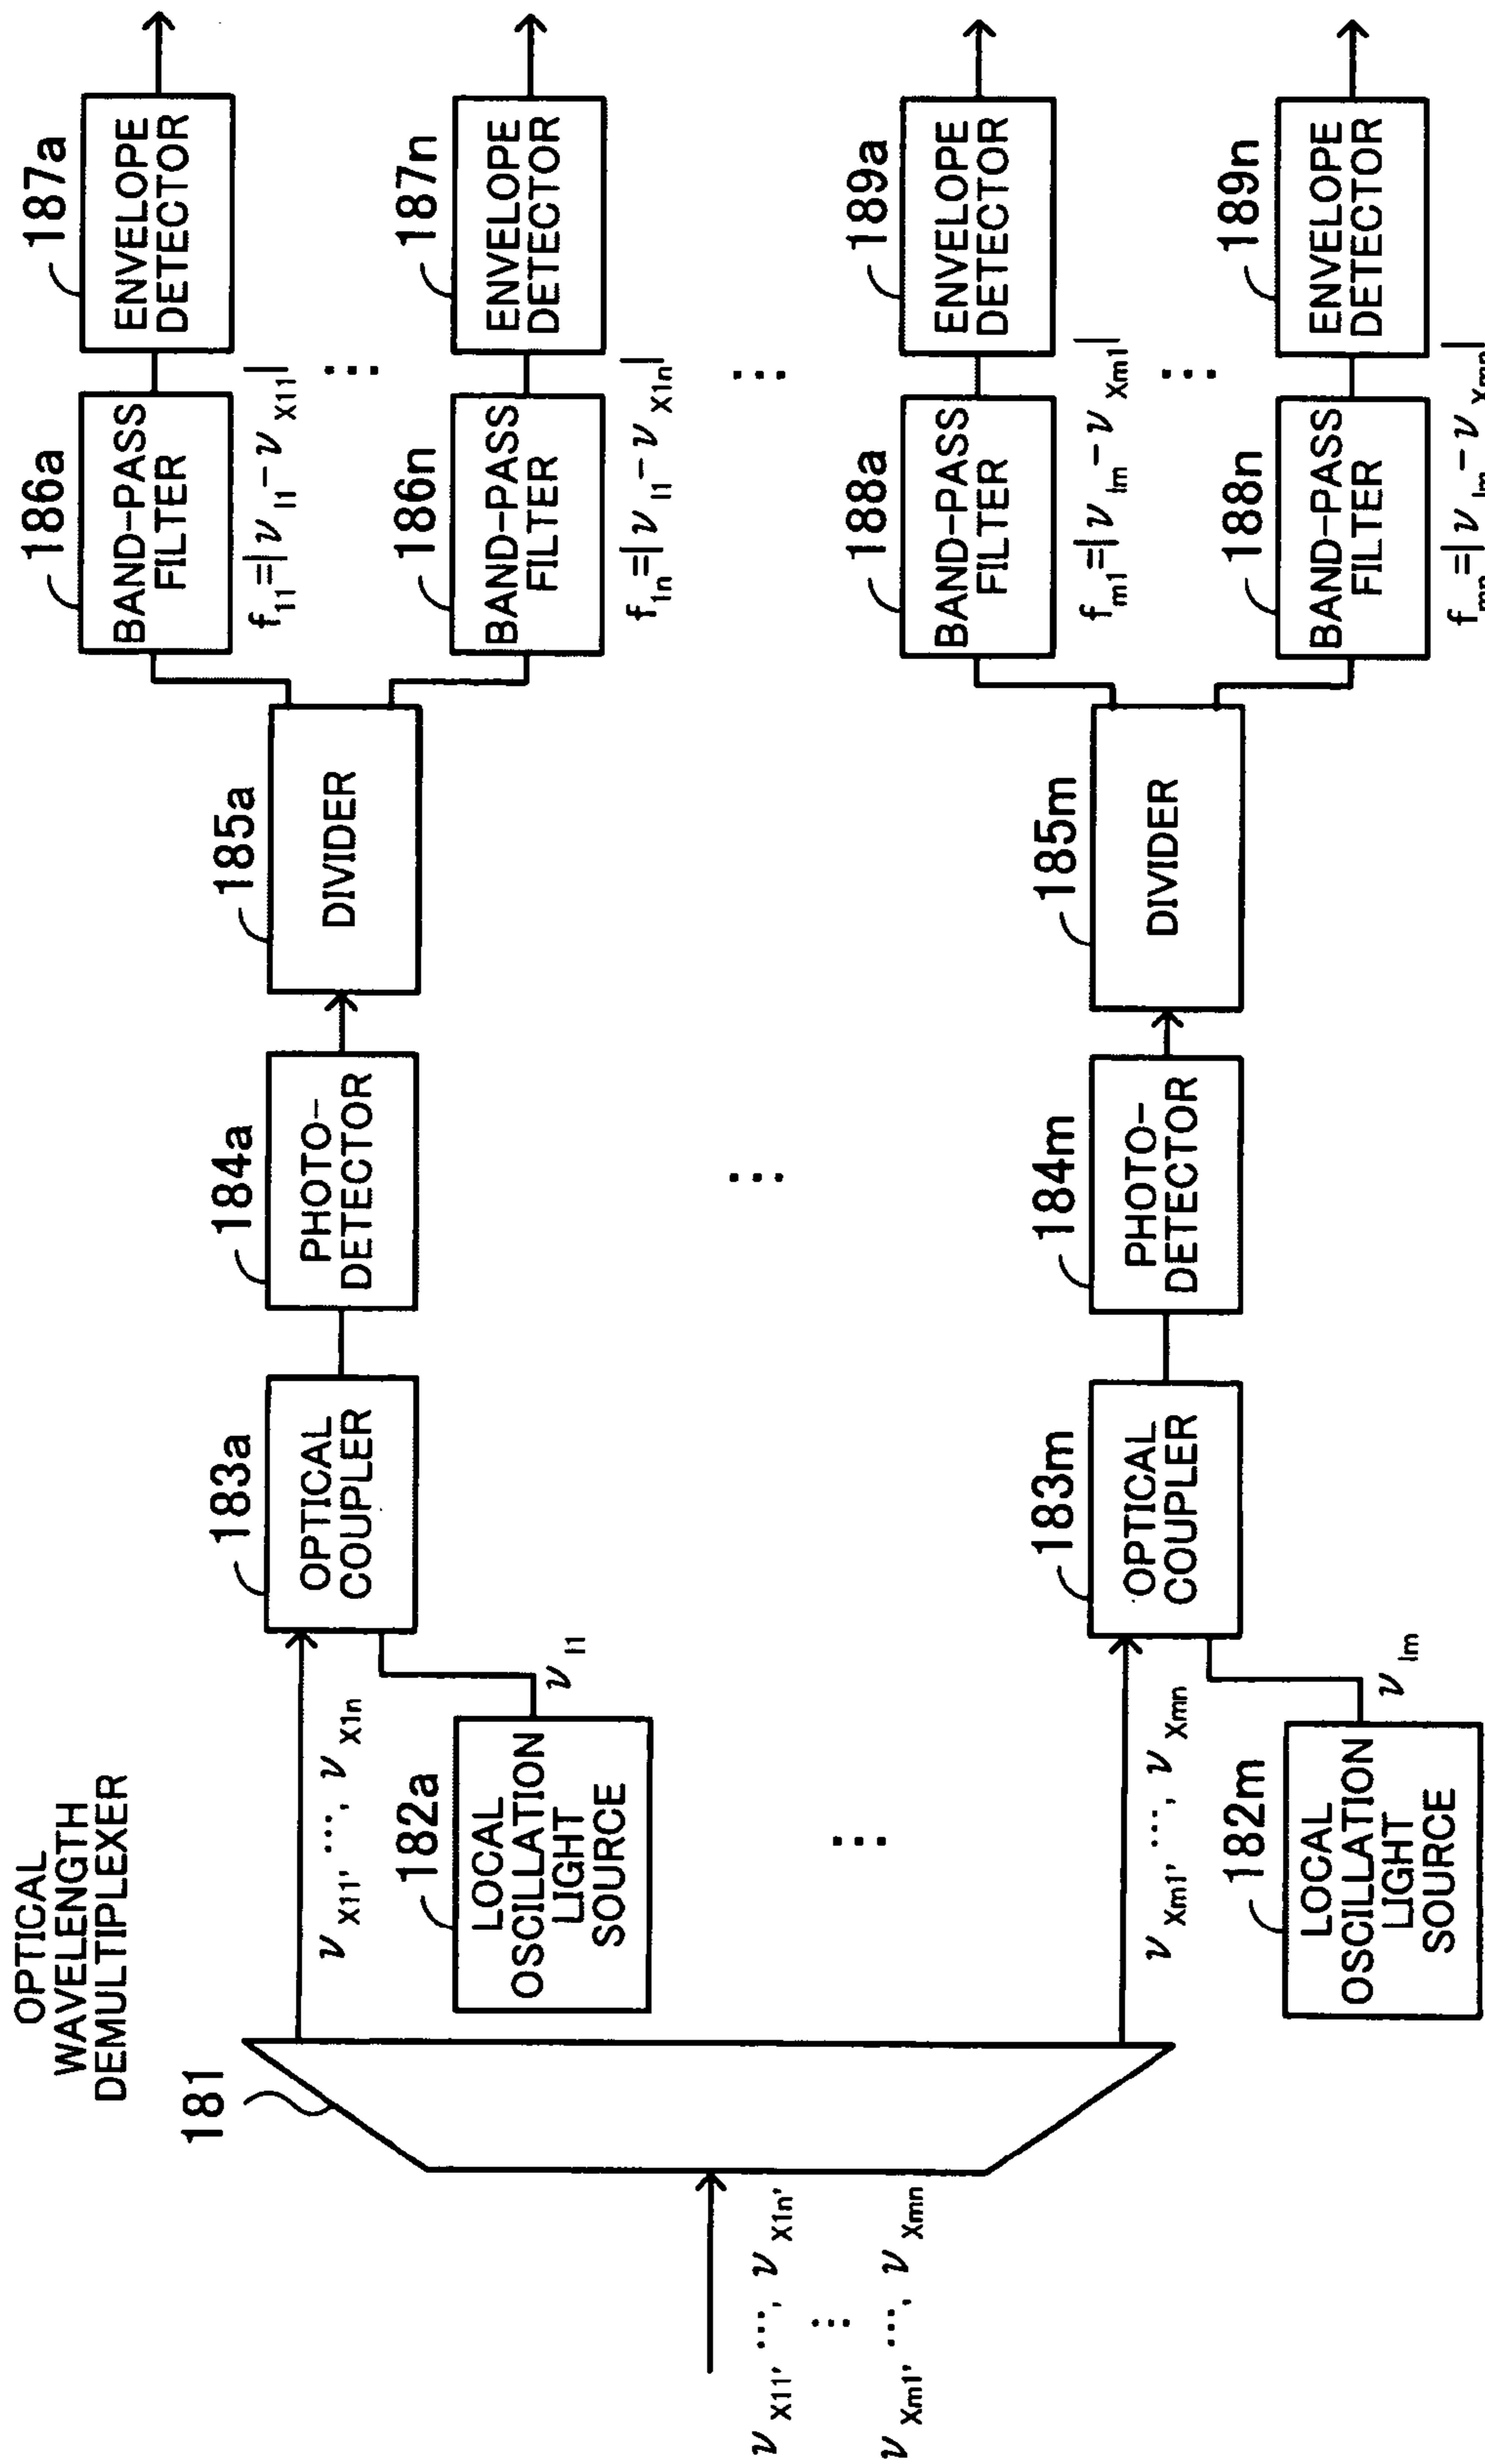 OPTICAL
WAVELENGTH
DEMULTIPLEXER
181
ν X11, ⋯, ν X1n,
⋮
ν Xm1, ⋯, ν Xmn
ν X11, ⋯, ν X1n
182a
LOCAL
OSCILLATION
LIGHT
SOURCE
ν l1
183a
OPTICAL
COUPLER
184a
PHOTO-
DETECTOR
185a
DIVIDER
186a
BAND-PASS
FILTER
f11=|ν l1−ν X11|
187a
ENVELOPE
DETECTOR
⋮
186n
BAND-PASS
FILTER
f1n=|ν l1−ν X1n|
187n
ENVELOPE
DETECTOR
⋮
⋮
⋮
ν Xm1, ⋯, ν Xmn
182m
LOCAL
OSCILLATION
LIGHT
SOURCE
ν lm
183m
OPTICAL
COUPLER
184m
PHOTO-
DETECTOR
185m
DIVIDER
188a
BAND-PASS
FILTER
fm1=|ν lm−ν Xm1|
189a
ENVELOPE
DETECTOR
⋮
188n
BAND-PASS
FILTER
fmn=|ν lm−ν Xmn|
189n
ENVELOPE
DETECTOR